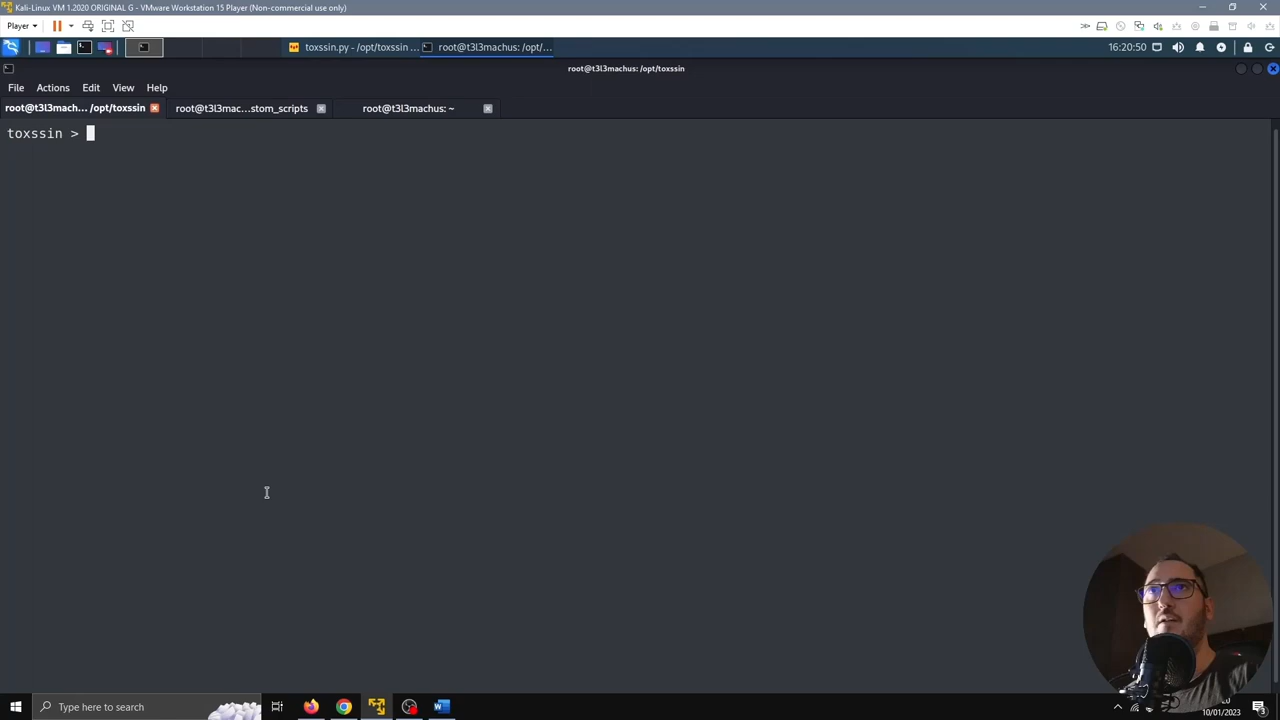 Kali-Linux VM 1.2020 ORIGINAL G - VMware Workstation 15 Player (Non-commercial use only)
Player
toxssin.py - /opt/toxssin ...
root@t3l3machus: /opt/...
16:20:50
root@t3l3machus: /opt/toxssin
File Actions Edit View Help
root@t3l3mach... /opt/toxssin
root@t3l3mac...stom_scripts
root@t3l3machus: ~
toxssin >
Type here to search
10/01/2023
3